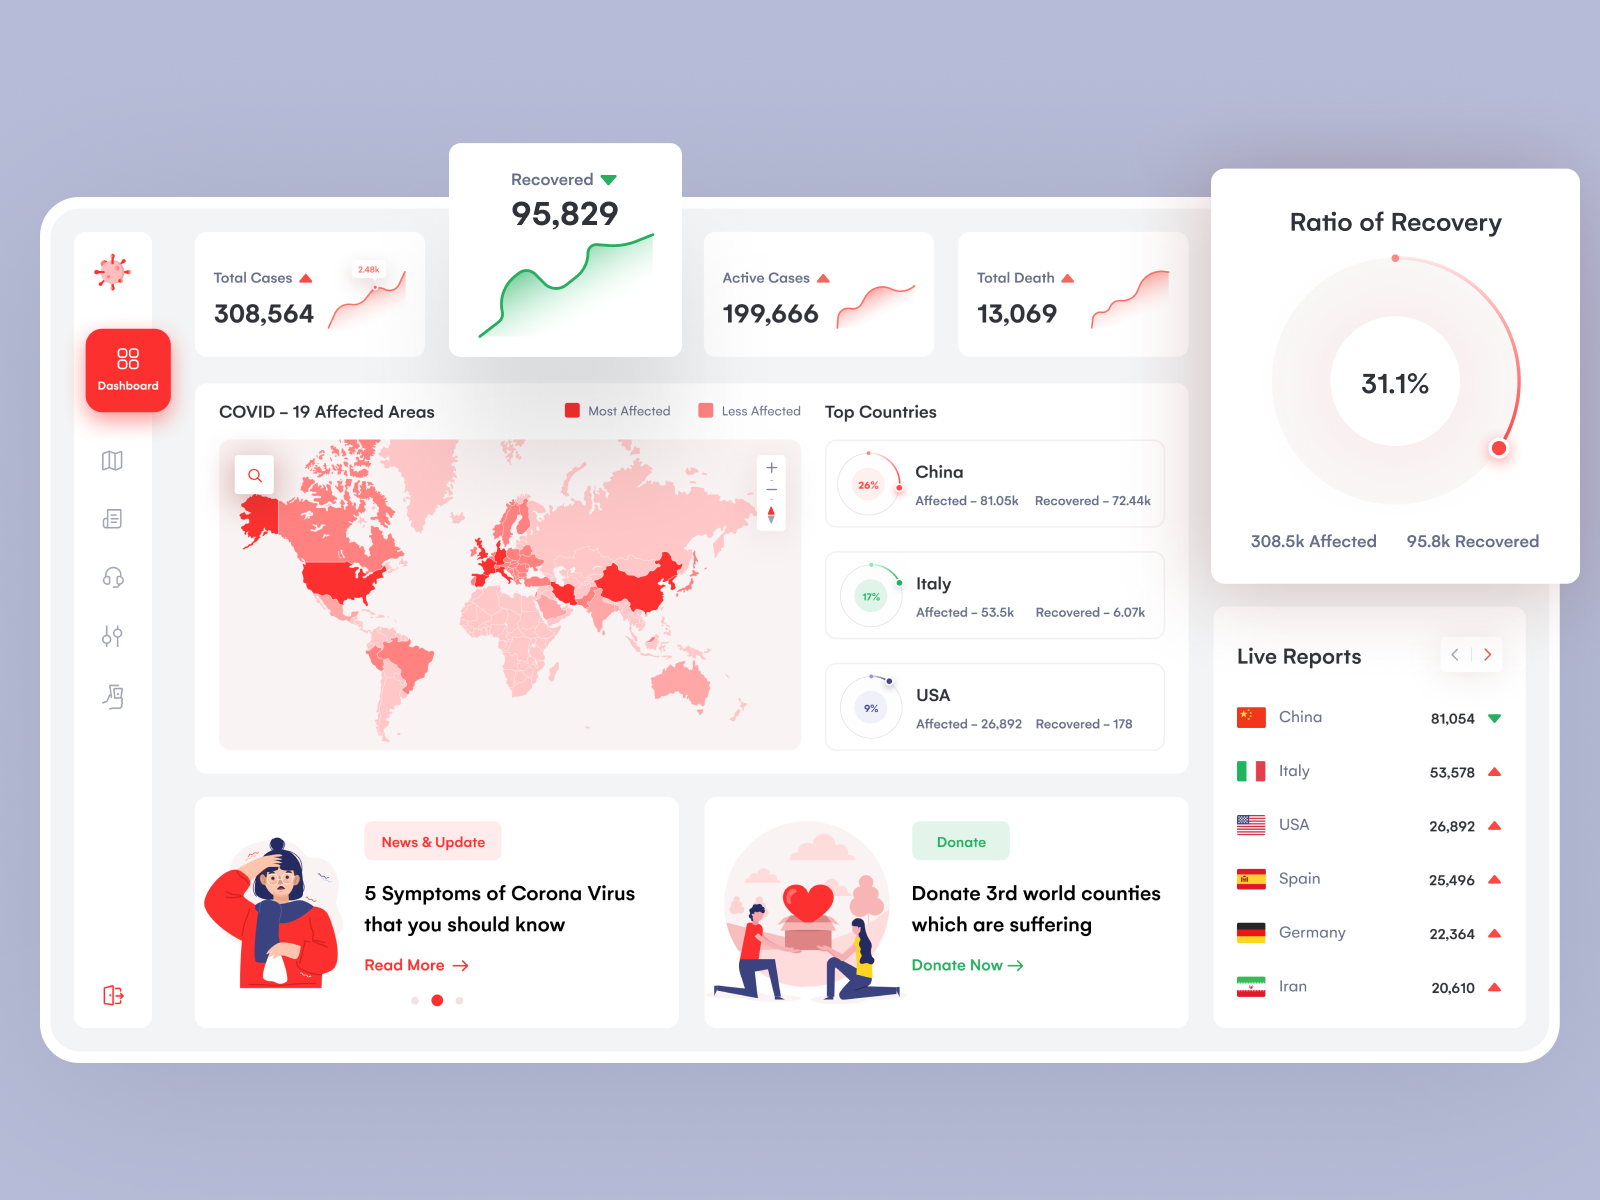 Recovered
95,829
Ratio of Recovery
31.1%
308.5k Affected
95.8k Recovered
Total Cases
308,564
2.48k
Active Cases
199,666
Total Death
13,069
Dashboard
COVID – 19 Affected Areas
Most Affected
Less Affected
Top Countries
26%
China
Affected – 81.05k
Recovered – 72.44k
17%
Italy
Affected – 53.5k
Recovered – 6.07k
9%
USA
Affected – 26,892
Recovered – 178
Live Reports
China
81,054
Italy
53,578
USA
26,892
Spain
25,496
Germany
22,364
Iran
20,610
News & Update
5 Symptoms of Corona Virus
that you should know
Read More
Donate
Donate 3rd world counties
which are suffering
Donate Now